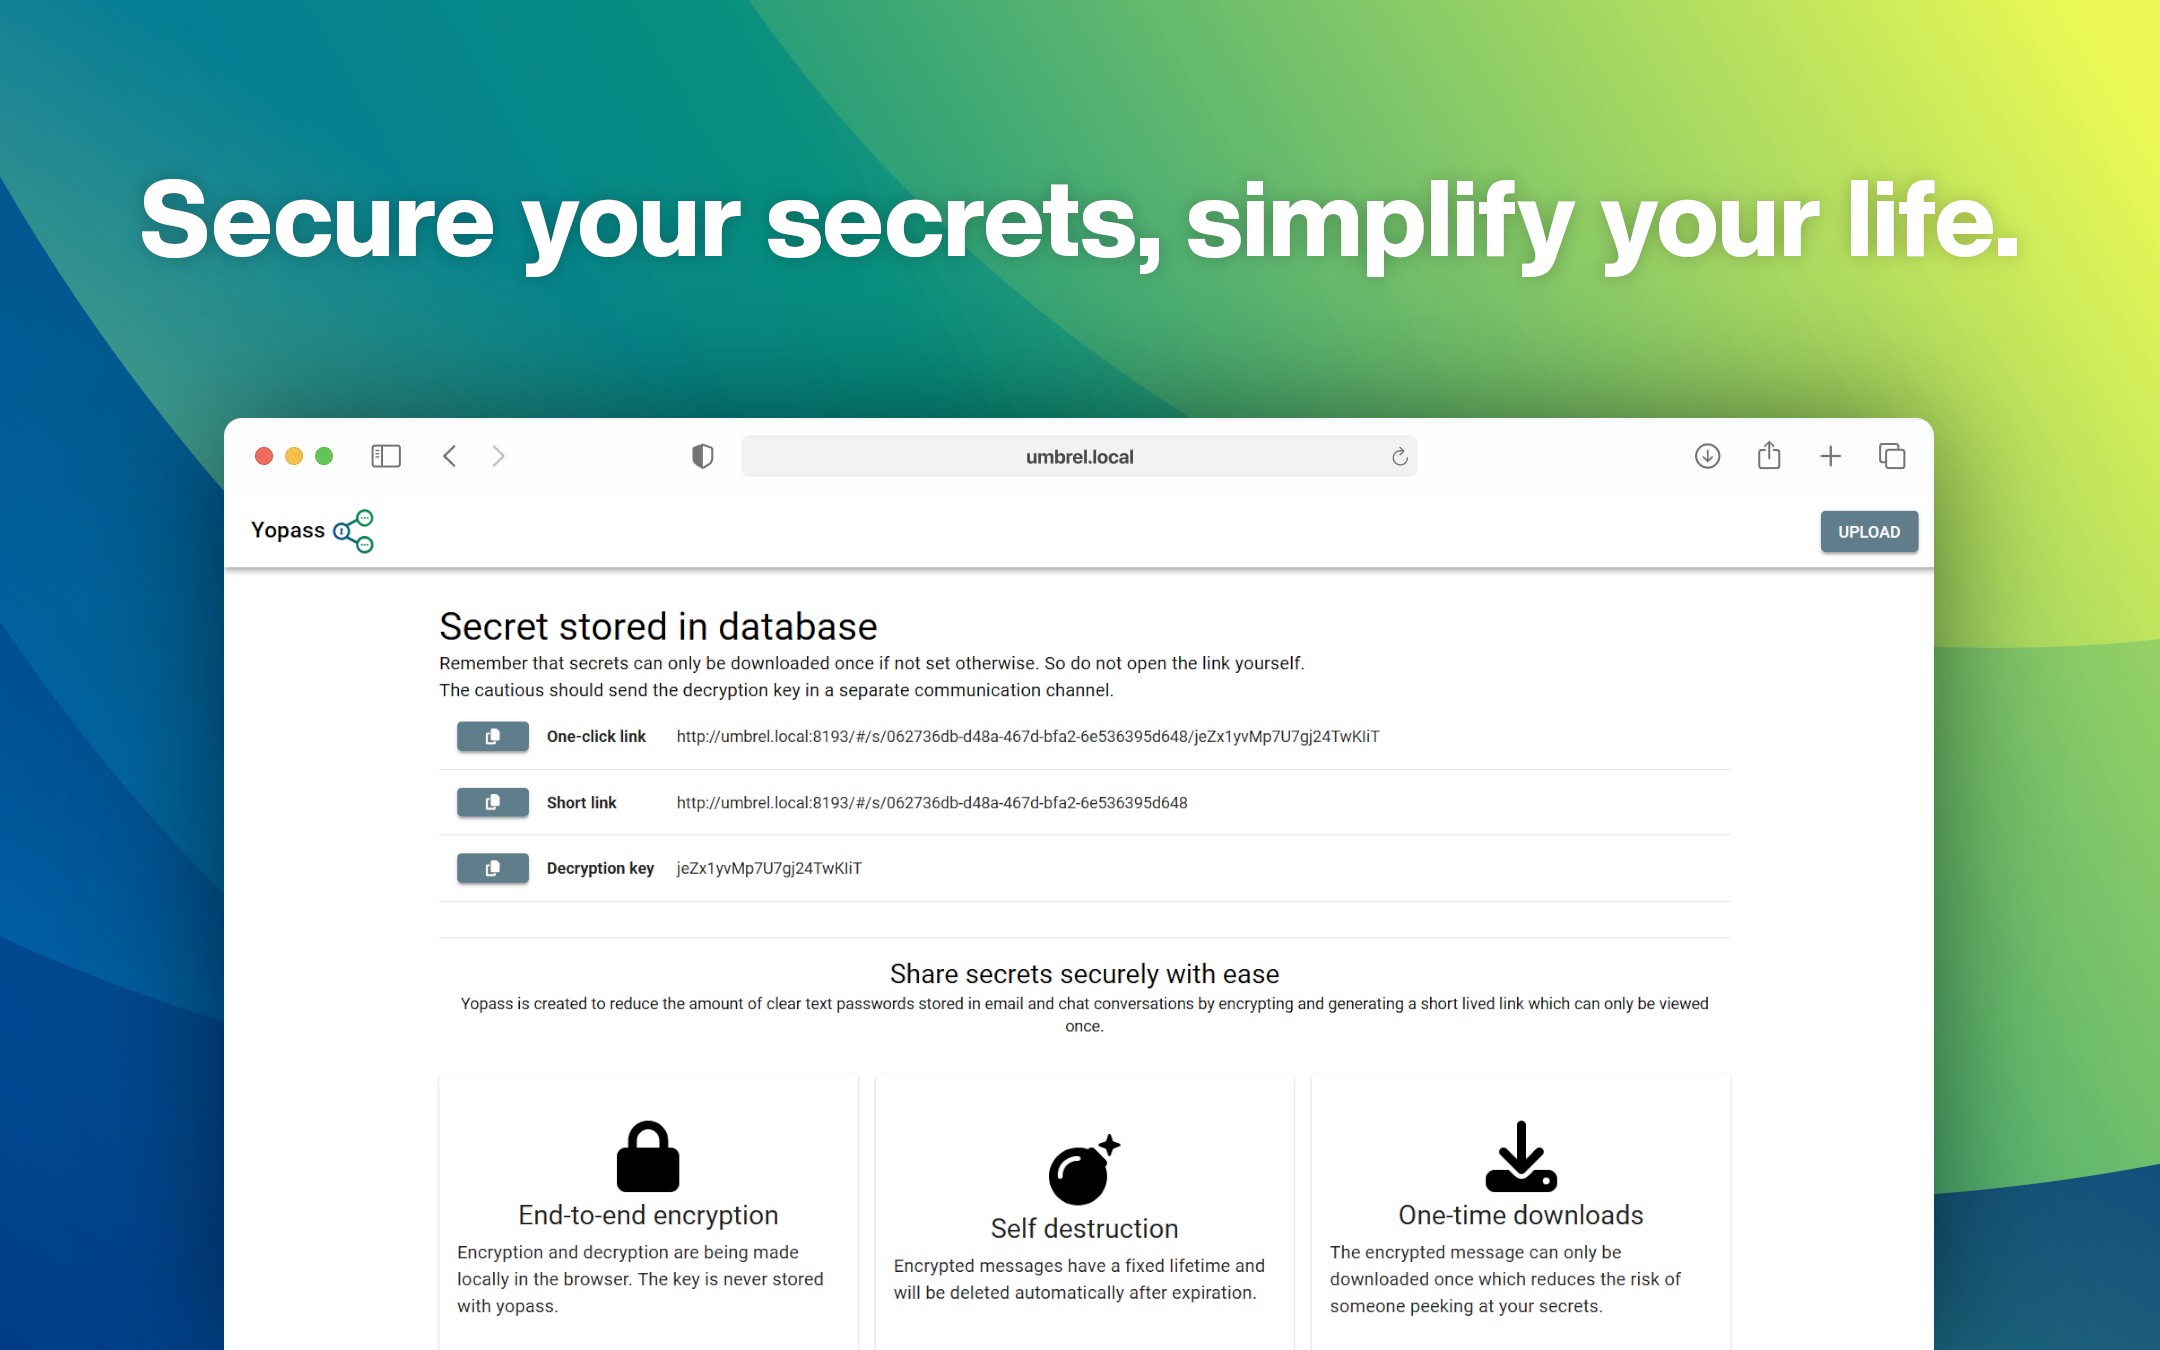 Secure your secrets, simplify your life.
umbrel.local
Yopass
UPLOAD
Secret stored in database
Remember that secrets can only be downloaded once if not set otherwise. So do not open the link yourself.
The cautious should send the decryption key in a separate communication channel.
One-click link http://umbrel.local:8193/#/s/062736db-d48a-467d-bfa2-6e536395d648/jeZx1yvMp7U7gj24TwKIiT
Short link http://umbrel.local:8193/#/s/062736db-d48a-467d-bfa2-6e536395d648
Decryption key jeZx1yvMp7U7gj24TwKIiT
Share secrets securely with ease
Yopass is created to reduce the amount of clear text passwords stored in email and chat conversations by encrypting and generating a short lived link which can only be viewed
once.
End-to-end encryption
Encryption and decryption are being made
locally in the browser. The key is never stored
with yopass.
Self destruction
Encrypted messages have a fixed lifetime and
will be deleted automatically after expiration.
One-time downloads
The encrypted message can only be
downloaded once which reduces the risk of
someone peeking at your secrets.